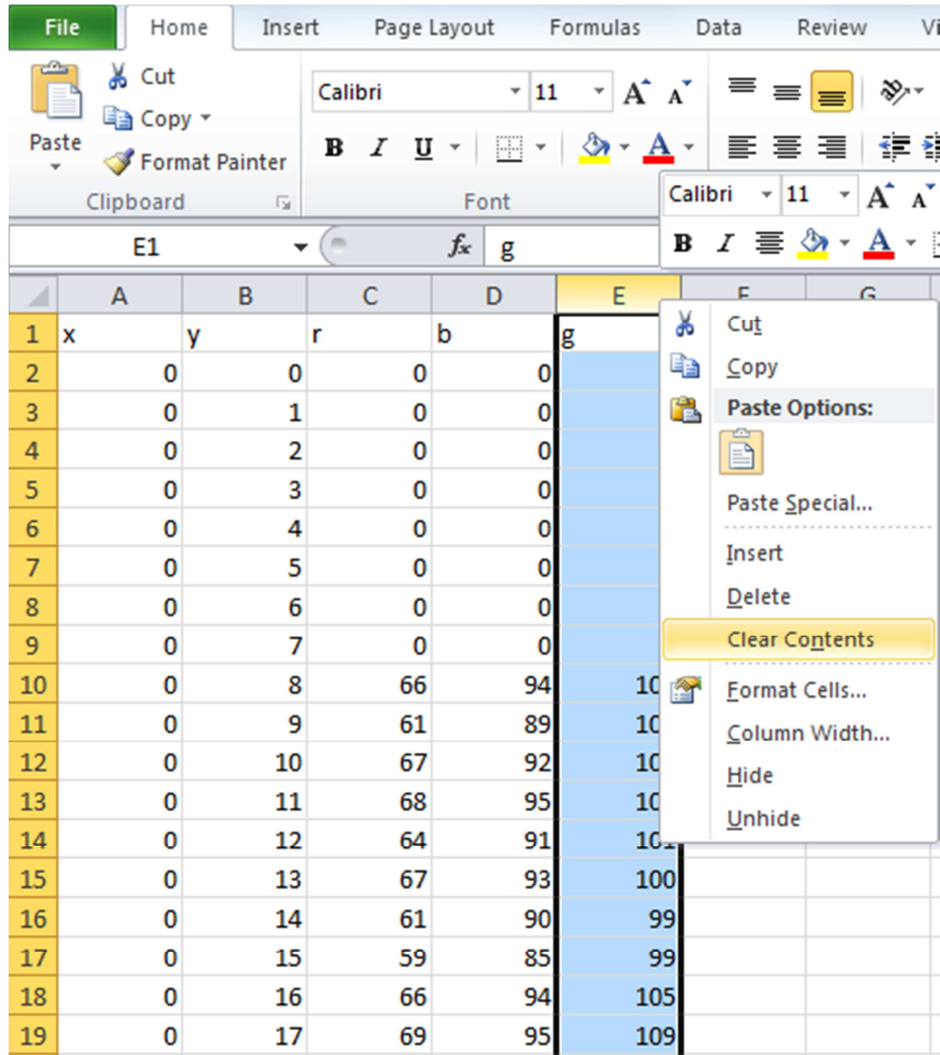 File Home Insert Page Layout Formulas Data Review Vi
Cut
Copy
Paste
Format Painter
Clipboard
Calibri 11 A A
B I U A
Font
Calibri 11 A A
B I A
E1 fx g
A B C D E F G
1 x y r b g
2 0 0 0 0
3 0 1 0 0
4 0 2 0 0
5 0 3 0 0
6 0 4 0 0
7 0 5 0 0
8 0 6 0 0
9 0 7 0 0
10 0 8 66 94 10
11 0 9 61 89 10
12 0 10 67 92 10
13 0 11 68 95 10
14 0 12 64 91 101
15 0 13 67 93 100
16 0 14 61 90 99
17 0 15 59 85 99
18 0 16 66 94 105
19 0 17 69 95 109
Cut
Copy
Paste Options:
Paste Special...
Insert
Delete
Clear Contents
Format Cells...
Column Width...
Hide
Unhide